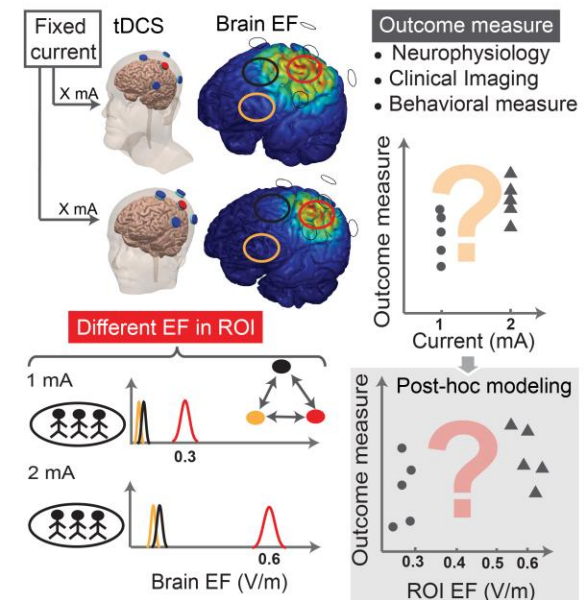 Fixed
current
tDCS
Brain EF
X mA
X mA
Different EF in ROI
1 mA
0.3
2 mA
0.6
Brain EF (V/m)
Outcome measure
• Neurophysiology
• Clinical Imaging
• Behavioral measure
Outcome measure
?
1
2
Current (mA)
Post-hoc modeling
Outcome measure
?
0.3
0.4
0.5
0.6
ROI EF (V/m)